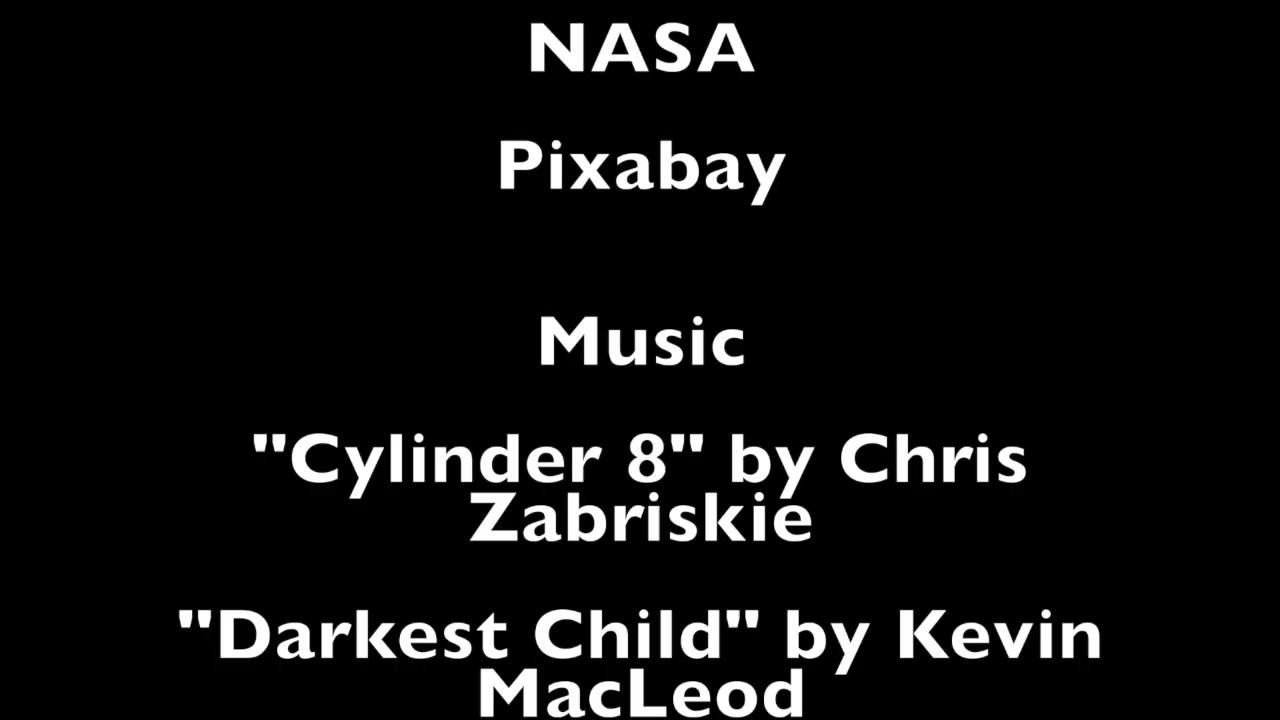 NASA
Pixabay
Music
"Cylinder 8" by Chris
Zabriskie
"Darkest Child" by Kevin
MacLeod